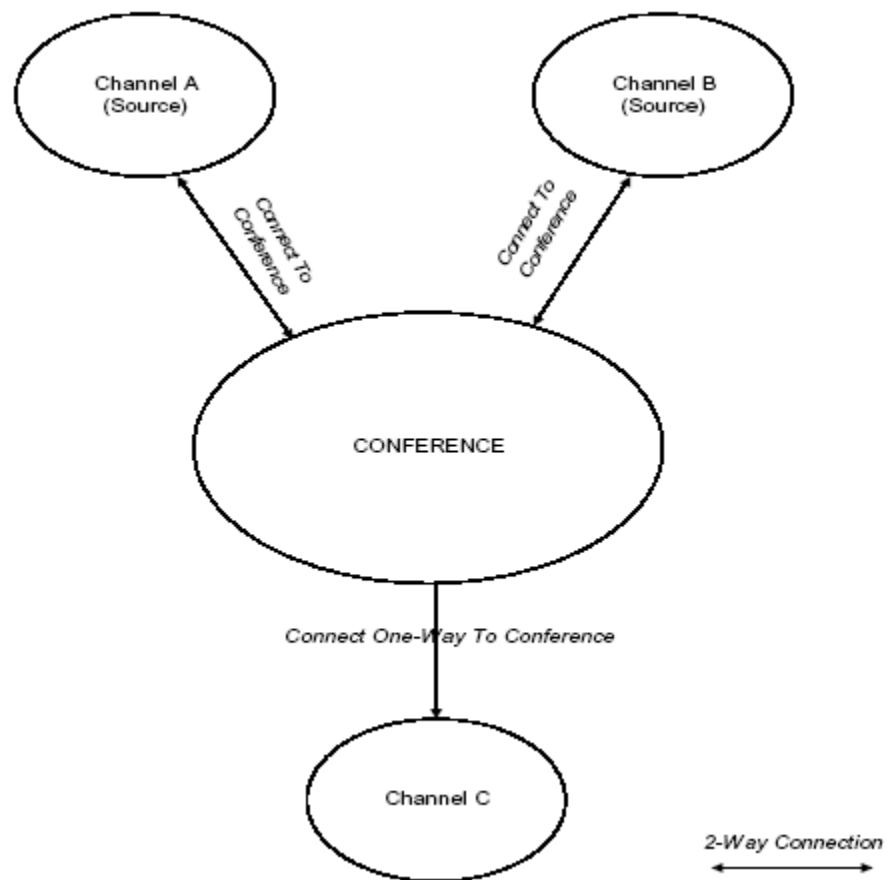 Channel A
(Source)
Channel B
(Source)
Connect To
Conference
Connect To
Conference
CONFERENCE
Connect One-Way To Conference
Channel C
2-Way Connection